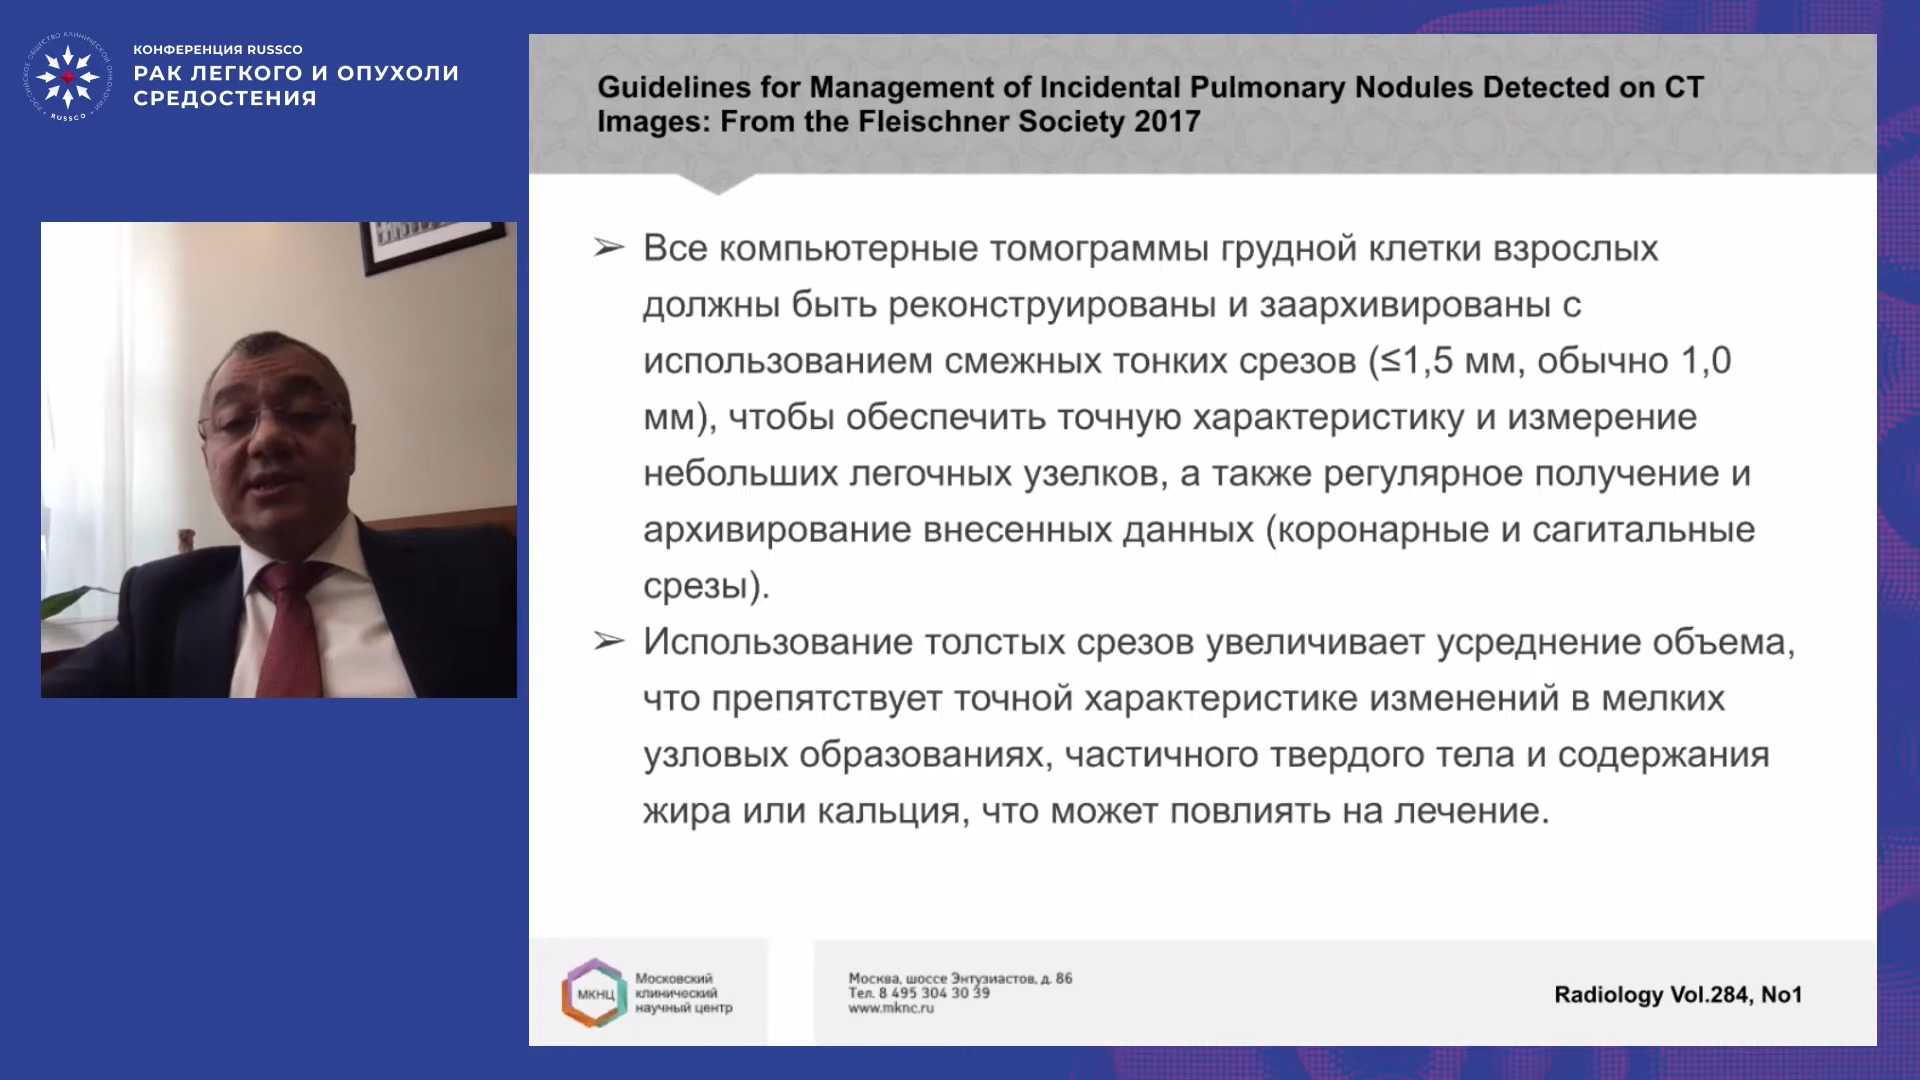 РОССИЙСКОЕ ОБЩЕСТВО КЛИНИЧЕСКОЙ ОНКОЛОГИИ
RUSSCO
КОНФЕРЕНЦИЯ RUSSCO
РАК ЛЕГКОГО И ОПУХОЛИ
СРЕДОСТЕНИЯ
Guidelines for Management of Incidental Pulmonary Nodules Detected on CT
Images: From the Fleischner Society 2017
➢ Все компьютерные томограммы грудной клетки взрослых
должны быть реконструированы и заархивированы с
использованием смежных тонких срезов (≤1,5 мм, обычно 1,0
мм), чтобы обеспечить точную характеристику и измерение
небольших легочных узелков, а также регулярное получение и
архивирование внесенных данных (коронарные и сагитальные
срезы).
➢ Использование толстых срезов увеличивает усреднение объема,
что препятствует точной характеристике изменений в мелких
узловых образованиях, частичного твердого тела и содержания
жира или кальция, что может повлиять на лечение.
МКНЦ
Московский
клинический
научный центр
Москва, шоссе Энтузиастов, д. 86
Тел. 8 495 304 30 39
www.mknc.ru
Radiology Vol.284, No1